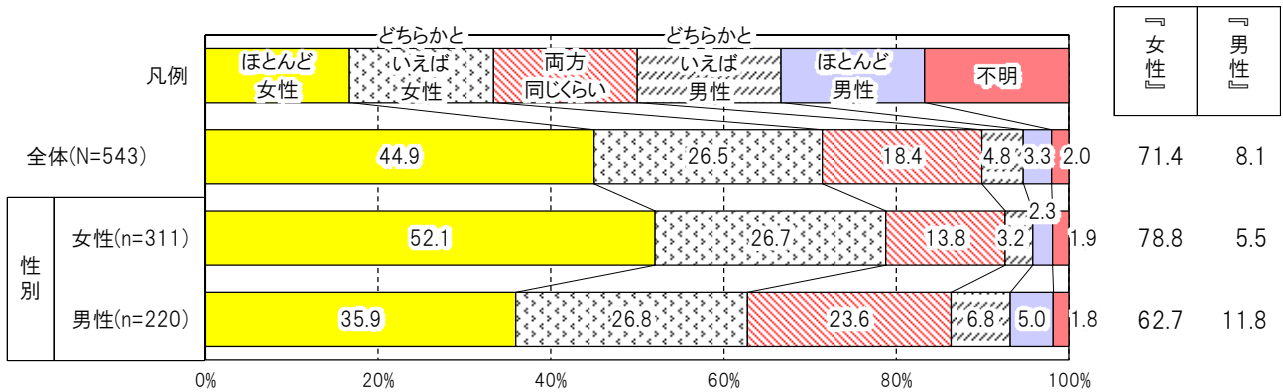 どちらかと どちらかと
凡例 ほとんど女性 いえば女性 両方同じくらい いえば男性 ほとんど男性 不明 『女性』 『男性』
全体(N=543) 44.9 26.5 18.4 4.8 3.3 2.0 71.4 8.1
2.3
性別 女性(n=311) 52.1 26.7 13.8 3.2 1.9 78.8 5.5
男性(n=220) 35.9 26.8 23.6 6.8 5.0 1.8 62.7 11.8
0% 20% 40% 60% 80% 100%